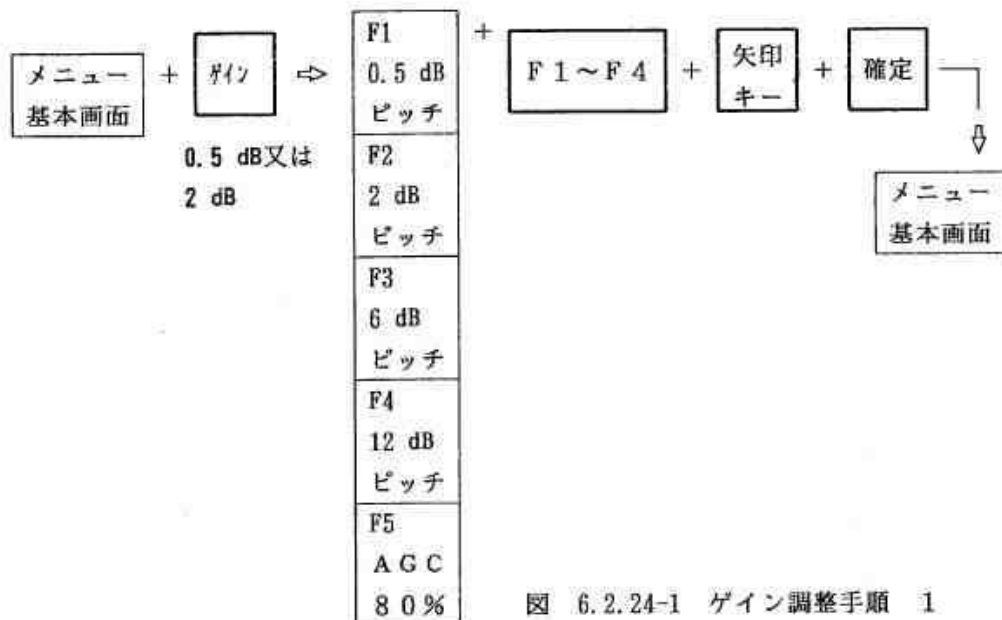 メニュー
基本画面
+
ゲイン
⇨
0.5 dB又は
2 dB
F1
0.5 dB
ピッチ
F2
2 dB
ピッチ
F3
6 dB
ピッチ
F4
12 dB
ピッチ
F5
AGC
80%
+
F1~F4
+
矢印
キー
+
確定
⇩
メニュー
基本画面
図 6.2.24-1 ゲイン調整手順 1